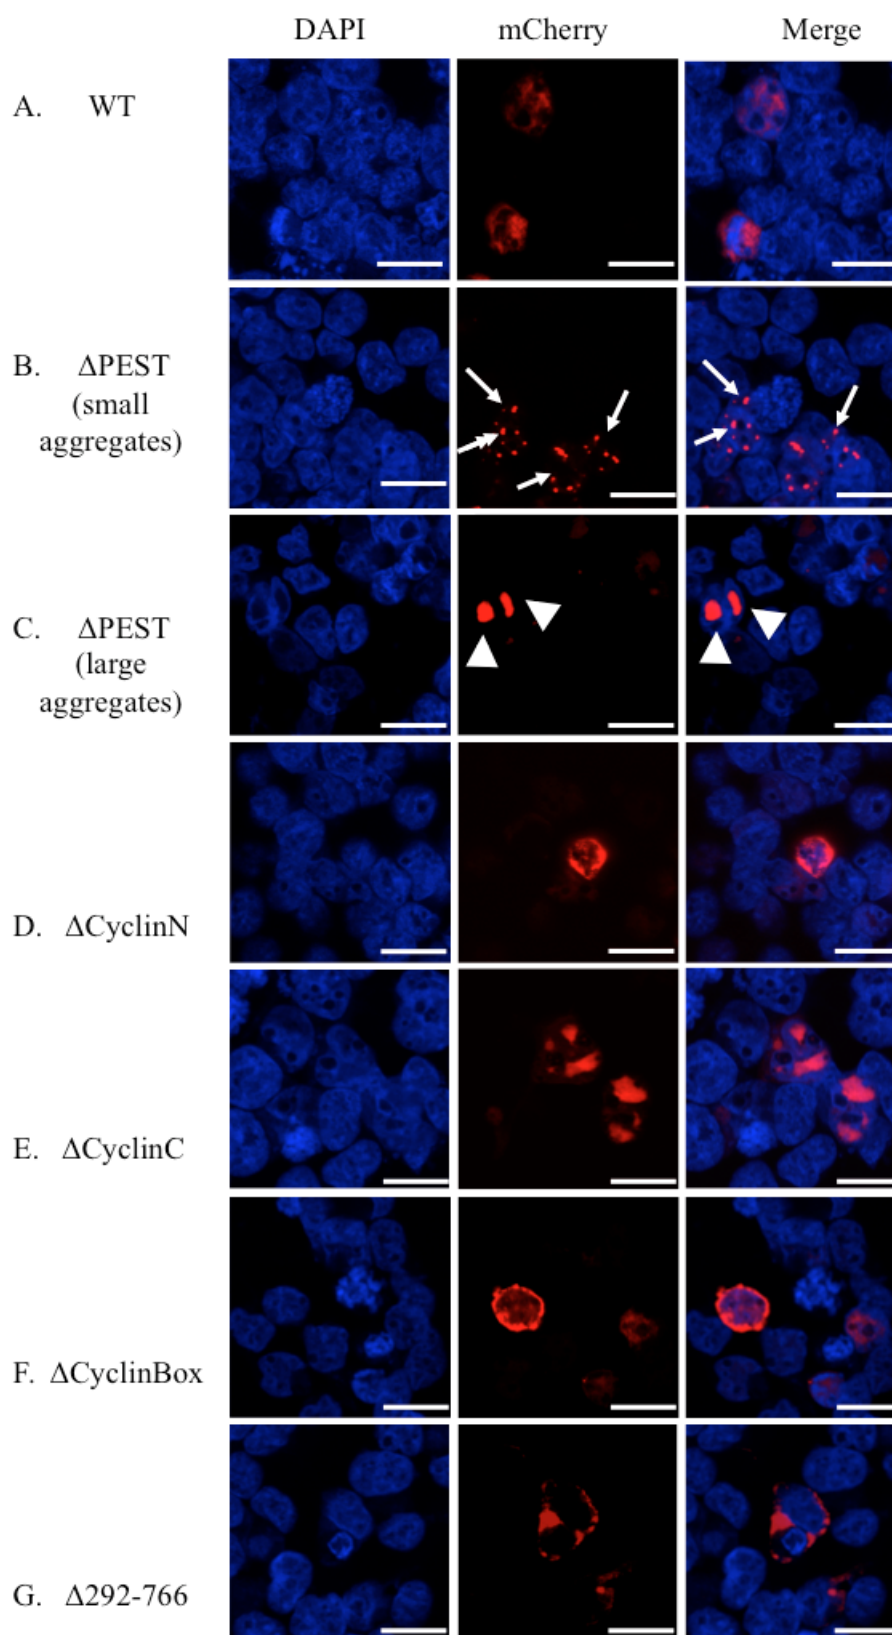 DAPI mCherry Merge
A. WT
B. ΔPEST
(small
aggregates)
C. ΔPEST
(large
aggregates)
D. ΔCyclinN
E. ΔCyclinC
F. ΔCyclinBox
G. Δ292-766